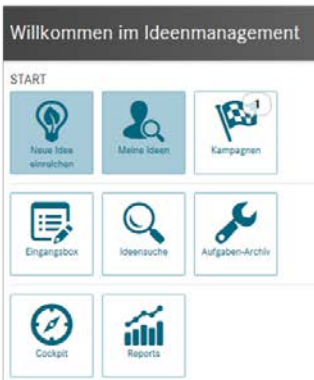 Willkommen im Ideenmanagement
START
Neue Idee
einreichen
Meine Ideen
1
Kampagnen
Eingangsbox
Ideensuche
Aufgaben-Archiv
Cockpit
Reports